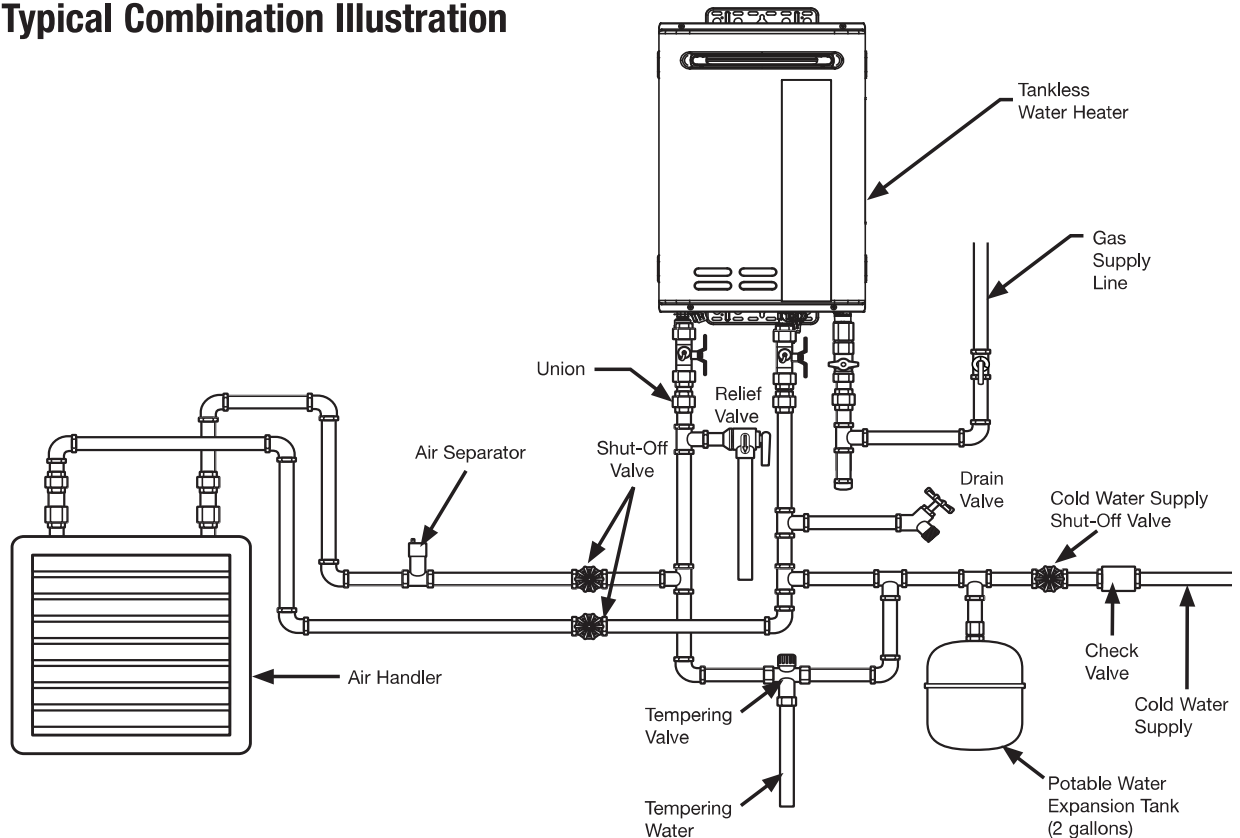 Typical Combination Illustration
Tankless
Water Heater
Gas
Supply
Line
Union
Relief
Valve
Air Separator
Shut-Off
Valve
Drain
Valve
Cold Water Supply
Shut-Off Valve
Air Handler
Check
Valve
Cold Water
Supply
Tempering
Valve
Potable Water
Expansion Tank
(2 gallons)
Tempering
Water